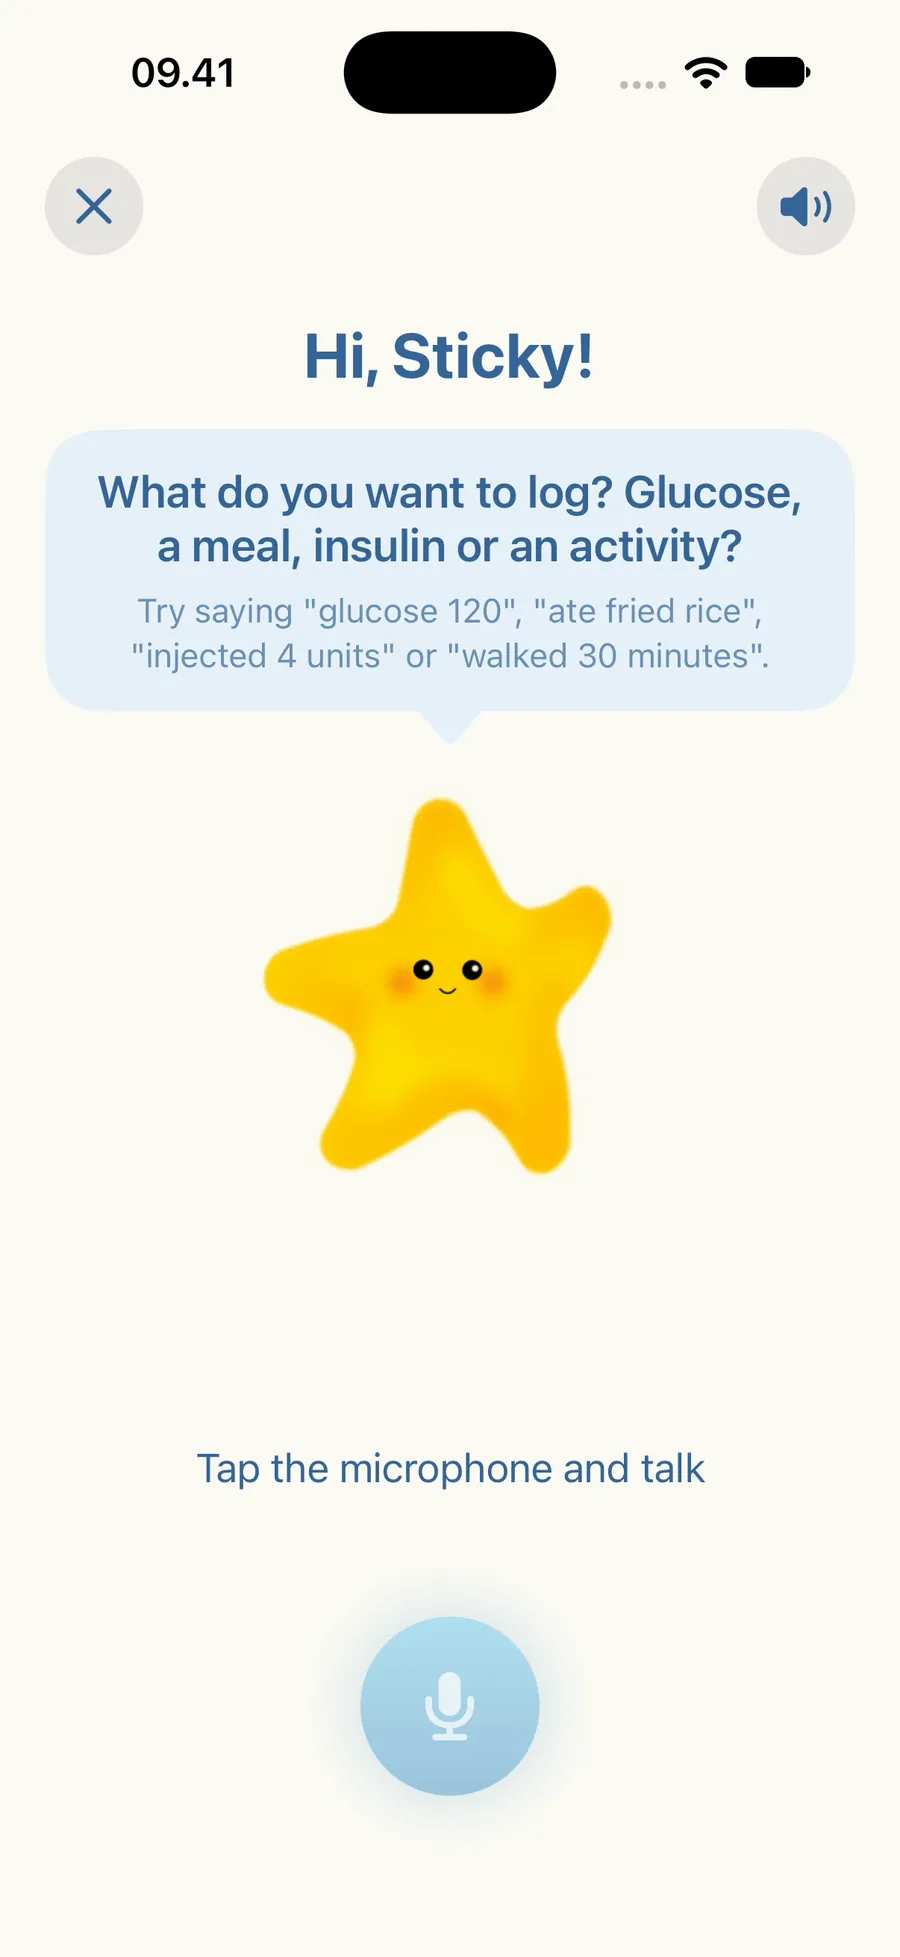 09.41
Hi, Sticky!
What do you want to log? Glucose,
a meal, insulin or an activity?
Try saying "glucose 120", "ate fried rice",
"injected 4 units" or "walked 30 minutes".
Tap the microphone and talk